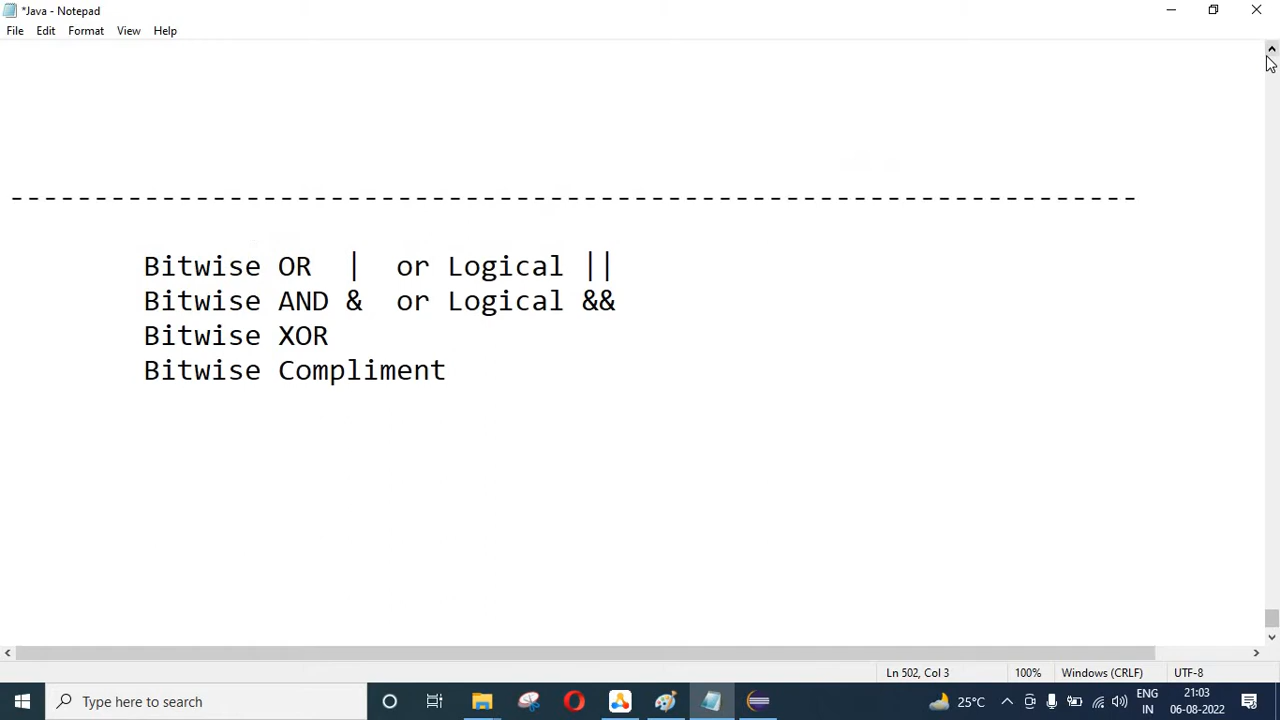 *Java - Notepad
File Edit Format View Help
--------------------------------------------------------------------
Bitwise OR | or Logical ||
Bitwise AND & or Logical &&
Bitwise XOR
Bitwise Compliment
Ln 502, Col 3 100% Windows (CRLF) UTF-8
Type here to search
25°C
ENG
IN
21:03
06-08-2022